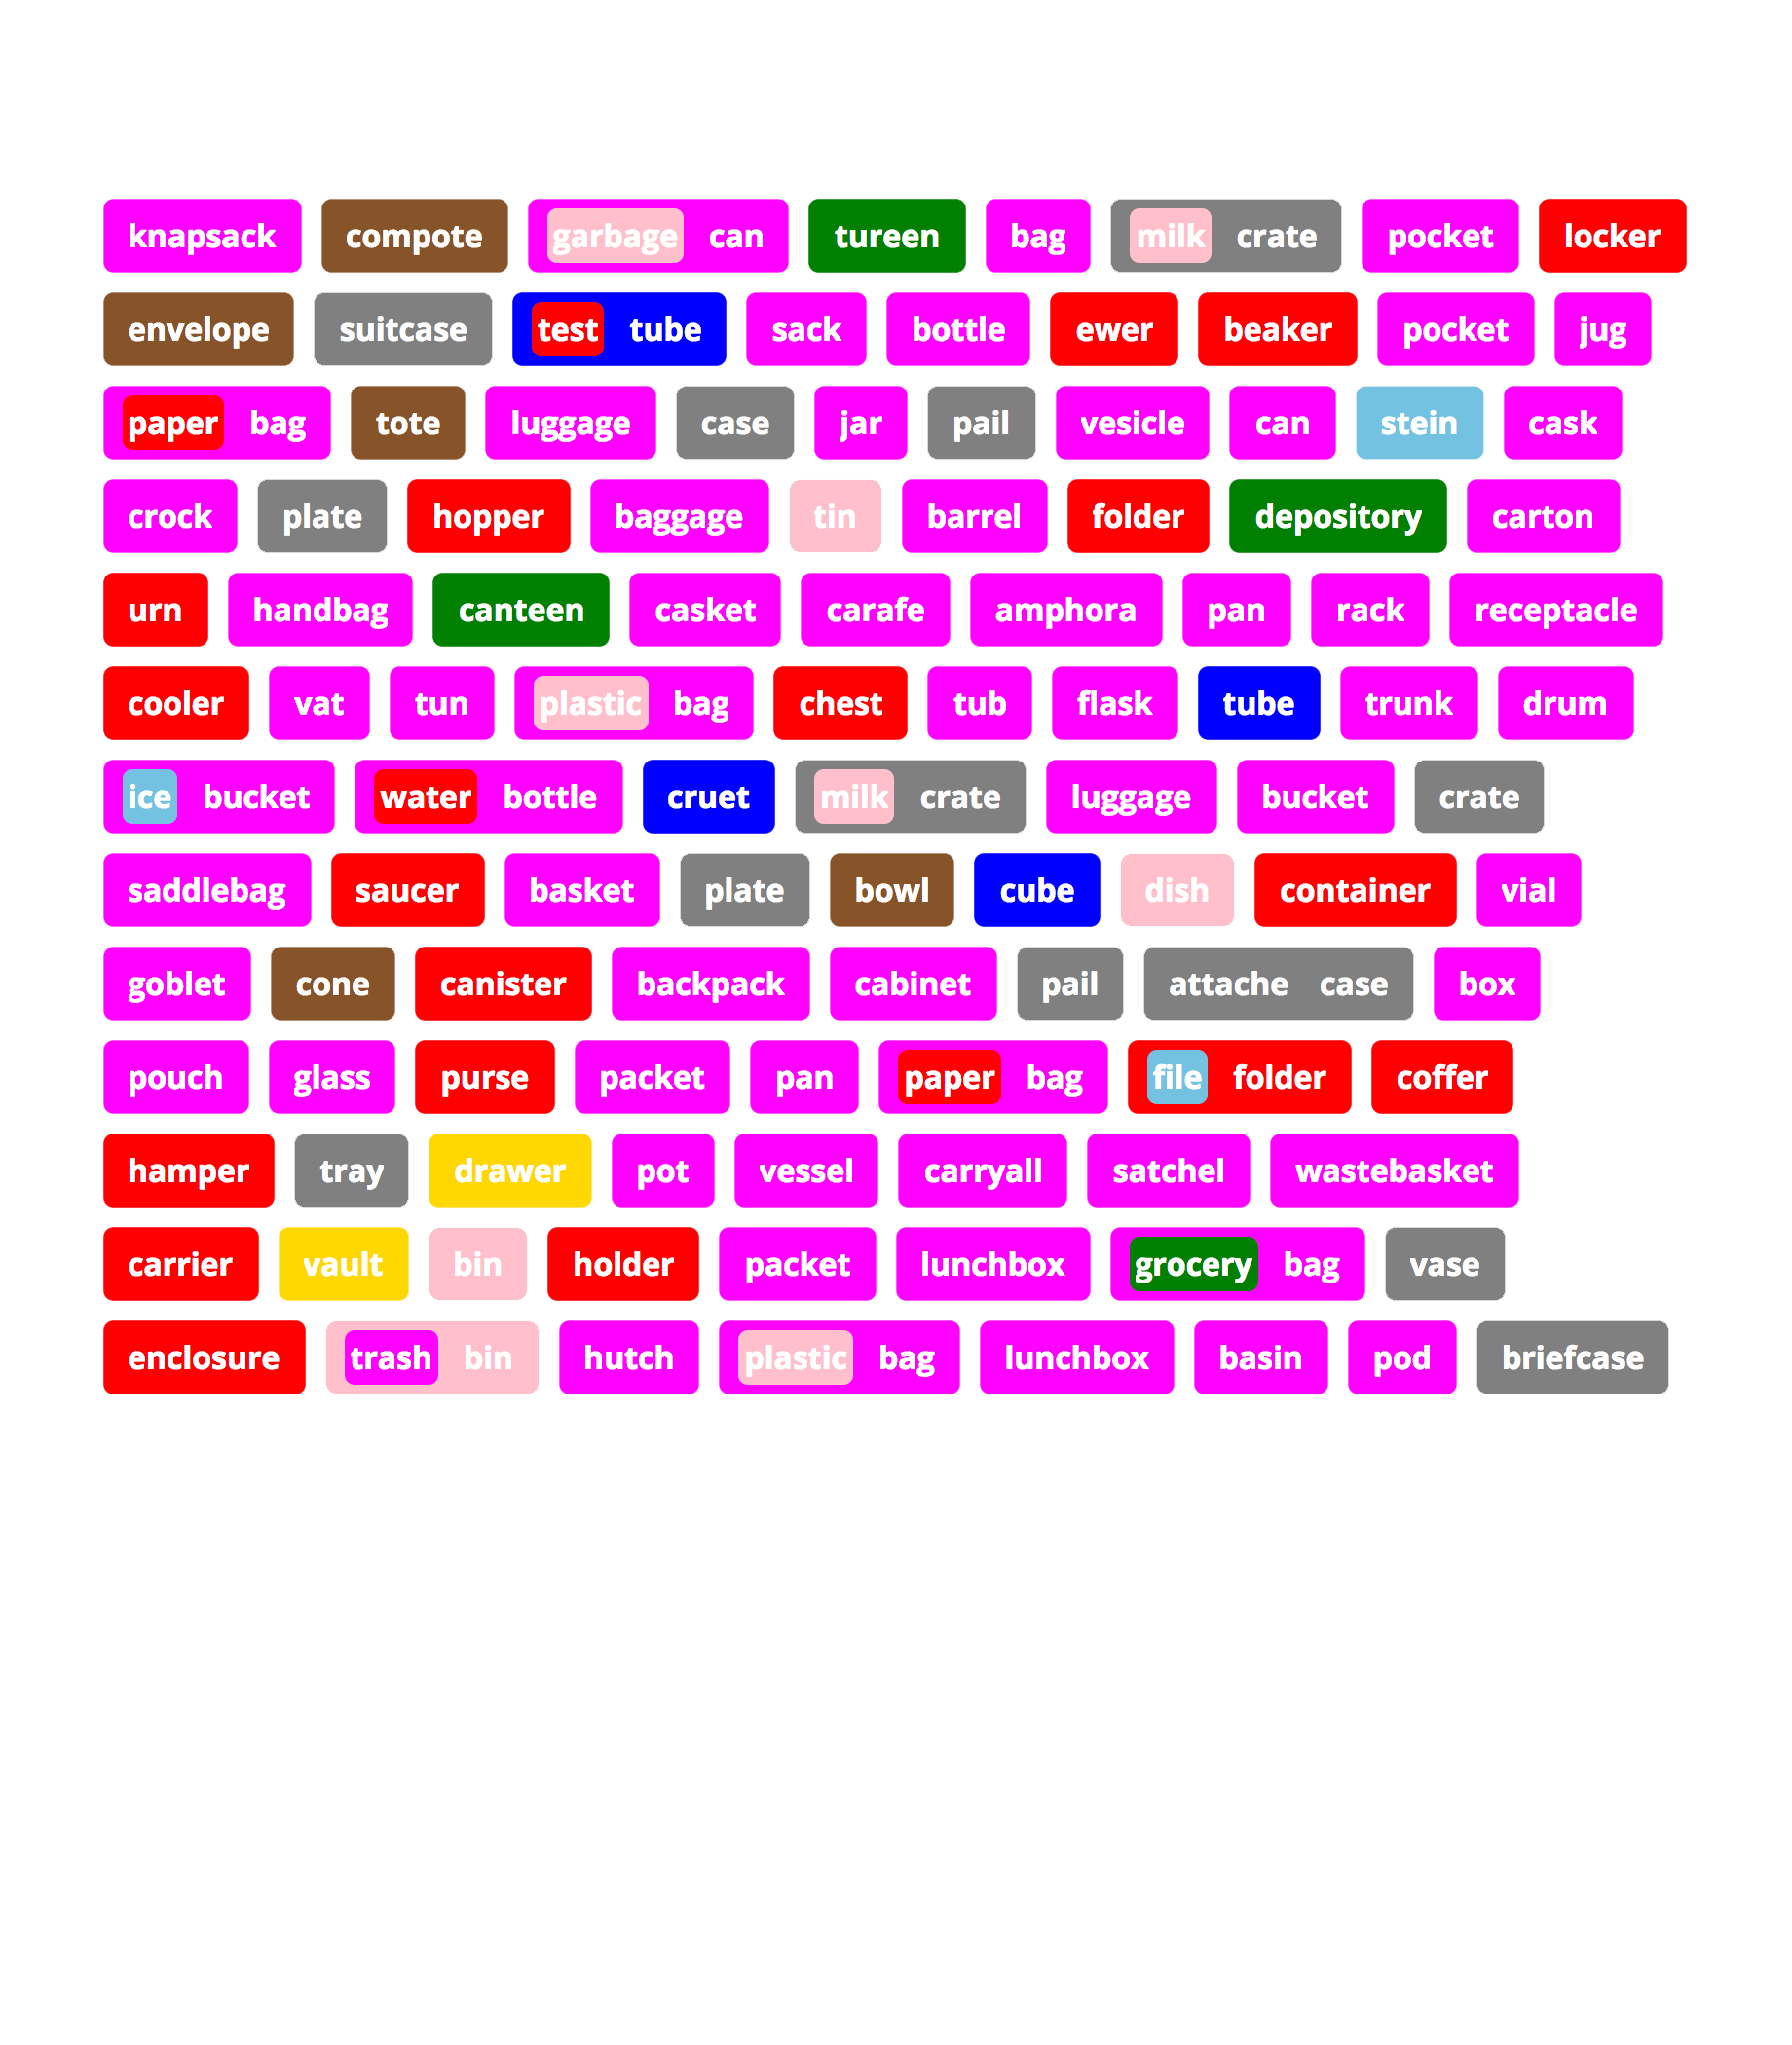 knapsack compote garbage can tureen bag milk crate pocket locker
envelope suitcase test tube sack bottle ewer beaker pocket jug
paper bag tote luggage case jar pail vesicle can stein cask
crock plate hopper baggage tin barrel folder depository carton
urn handbag canteen casket carafe amphora pan rack receptacle
cooler vat tun plastic bag chest tub flask tube trunk drum
ice bucket water bottle cruet milk crate luggage bucket crate
saddlebag saucer basket plate bowl cube dish container vial
goblet cone canister backpack cabinet pail attache case box
pouch glass purse packet pan paper bag file folder coffer
hamper tray drawer pot vessel carryall satchel wastebasket
carrier vault bin holder packet lunchbox grocery bag vase
enclosure trash bin hutch plastic bag lunchbox basin pod briefcase